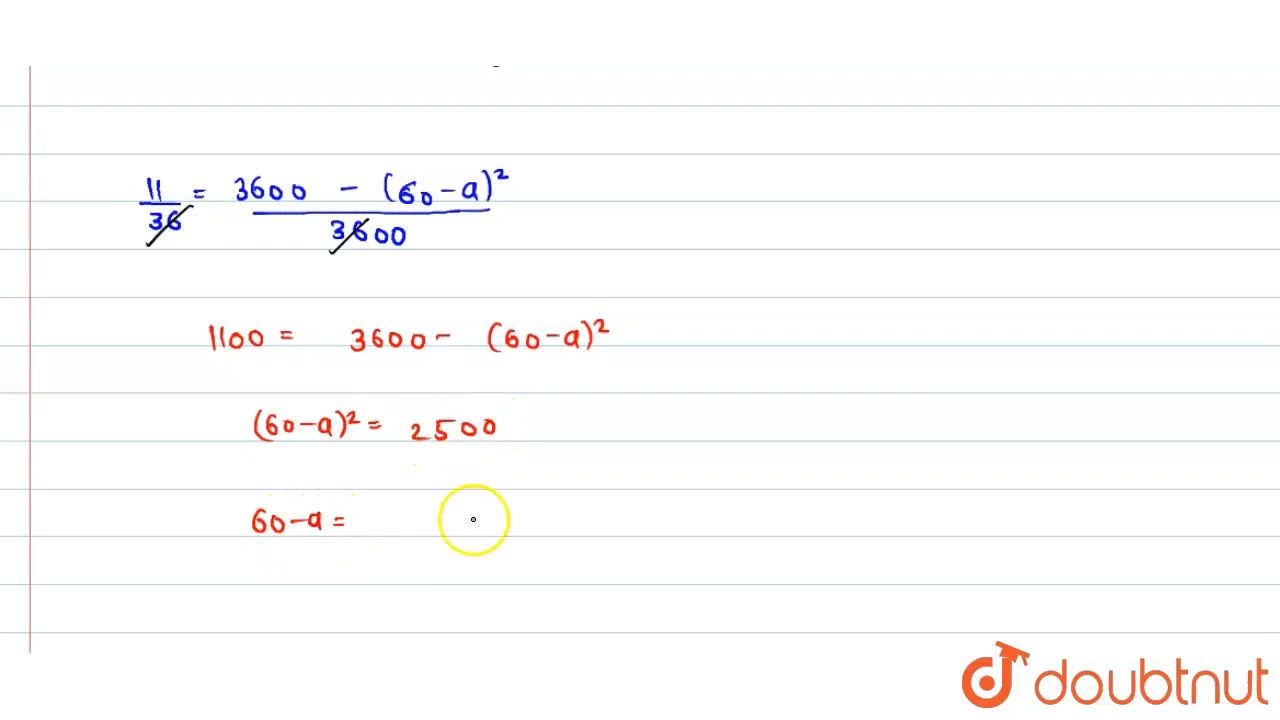 11/36 = 3600 - (60-a)²/3600
1100 = 3600 - (60-a)²
(60-a)² = 2500
60-a =
doubtnut